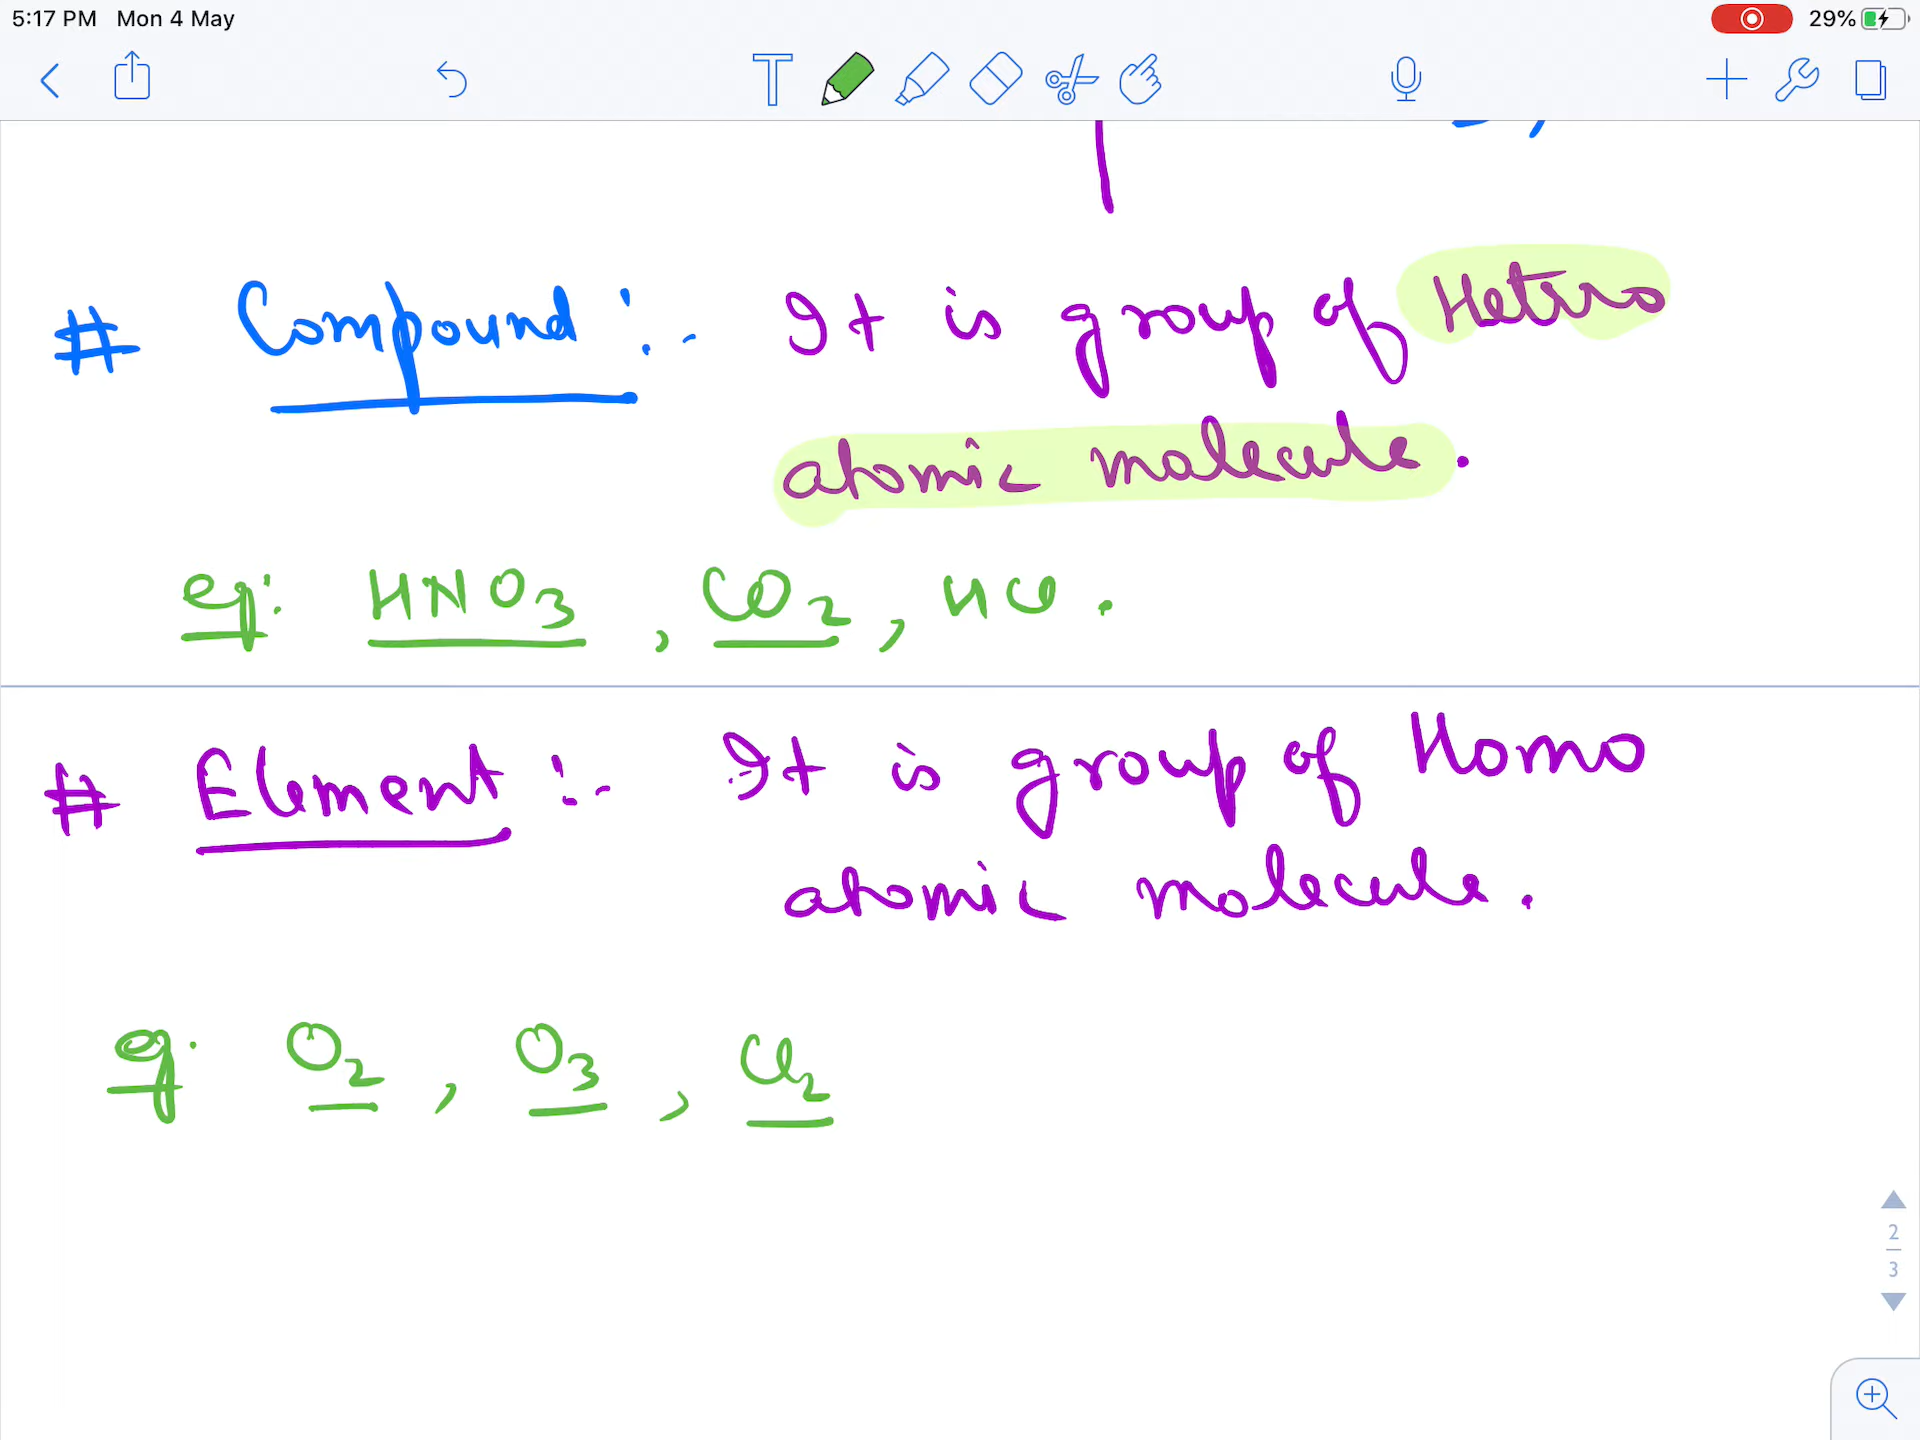 5:17 PM Mon 4 May 29%
T
# Compound :- It is group of Hetero
atomic molecule.
eg: HNO3, CO2, HCl.
# Element :- It is group of Homo
atomic molecule.
eg. O2, O3, Cl2
2
3